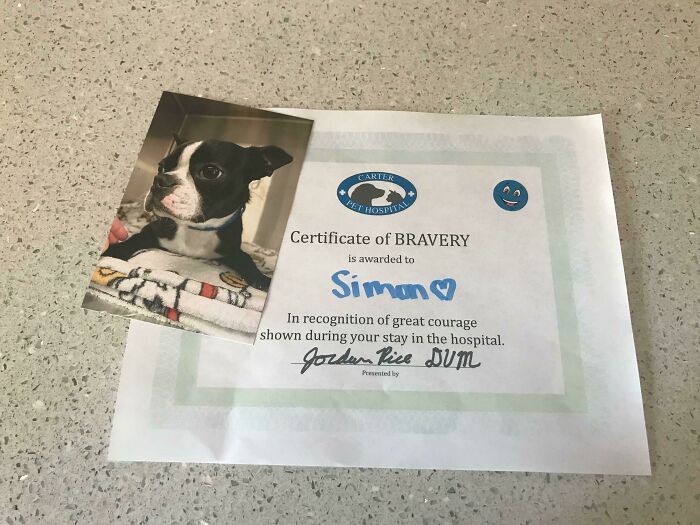 CARTER
PET HOSPITAL
Certificate of BRAVERY
is awarded to
Simon
In recognition of great courage
shown during your stay in the hospital.
Jordan Rice DVM
Presented by